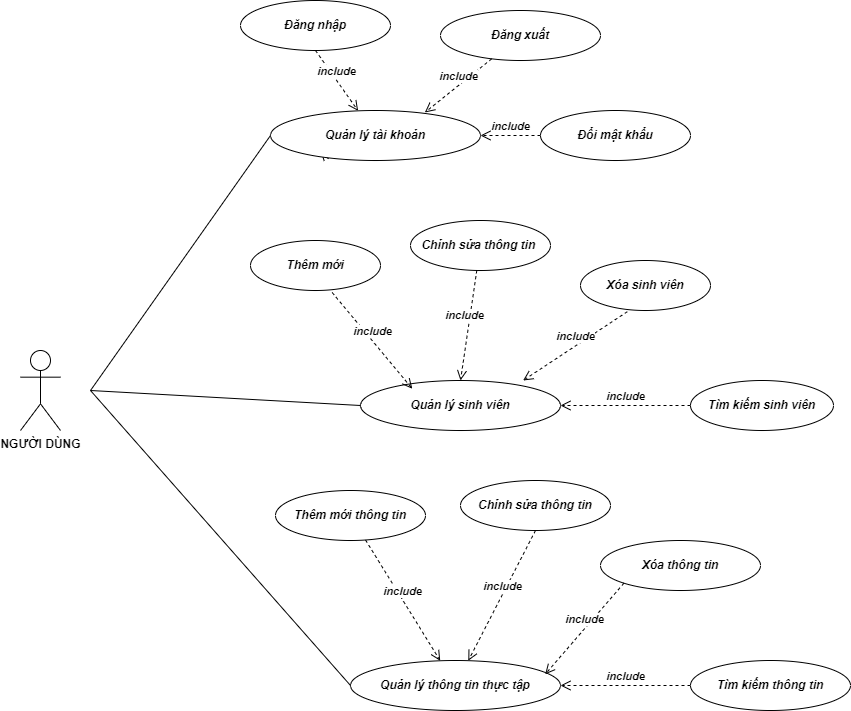 Đăng nhập
Đăng xuất
include
include
Quản lý tài khoản
include
Đổi mật khẩu
Thêm mới
Chỉnh sửa thông tin
Xóa sinh viên
include
include
include
Quản lý sinh viên
include
Tìm kiếm sinh viên
NGƯỜI DÙNG
Thêm mới thông tin
Chỉnh sửa thông tin
Xóa thông tin
include
include
include
Quản lý thông tin thực tập
include
Tìm kiếm thông tin